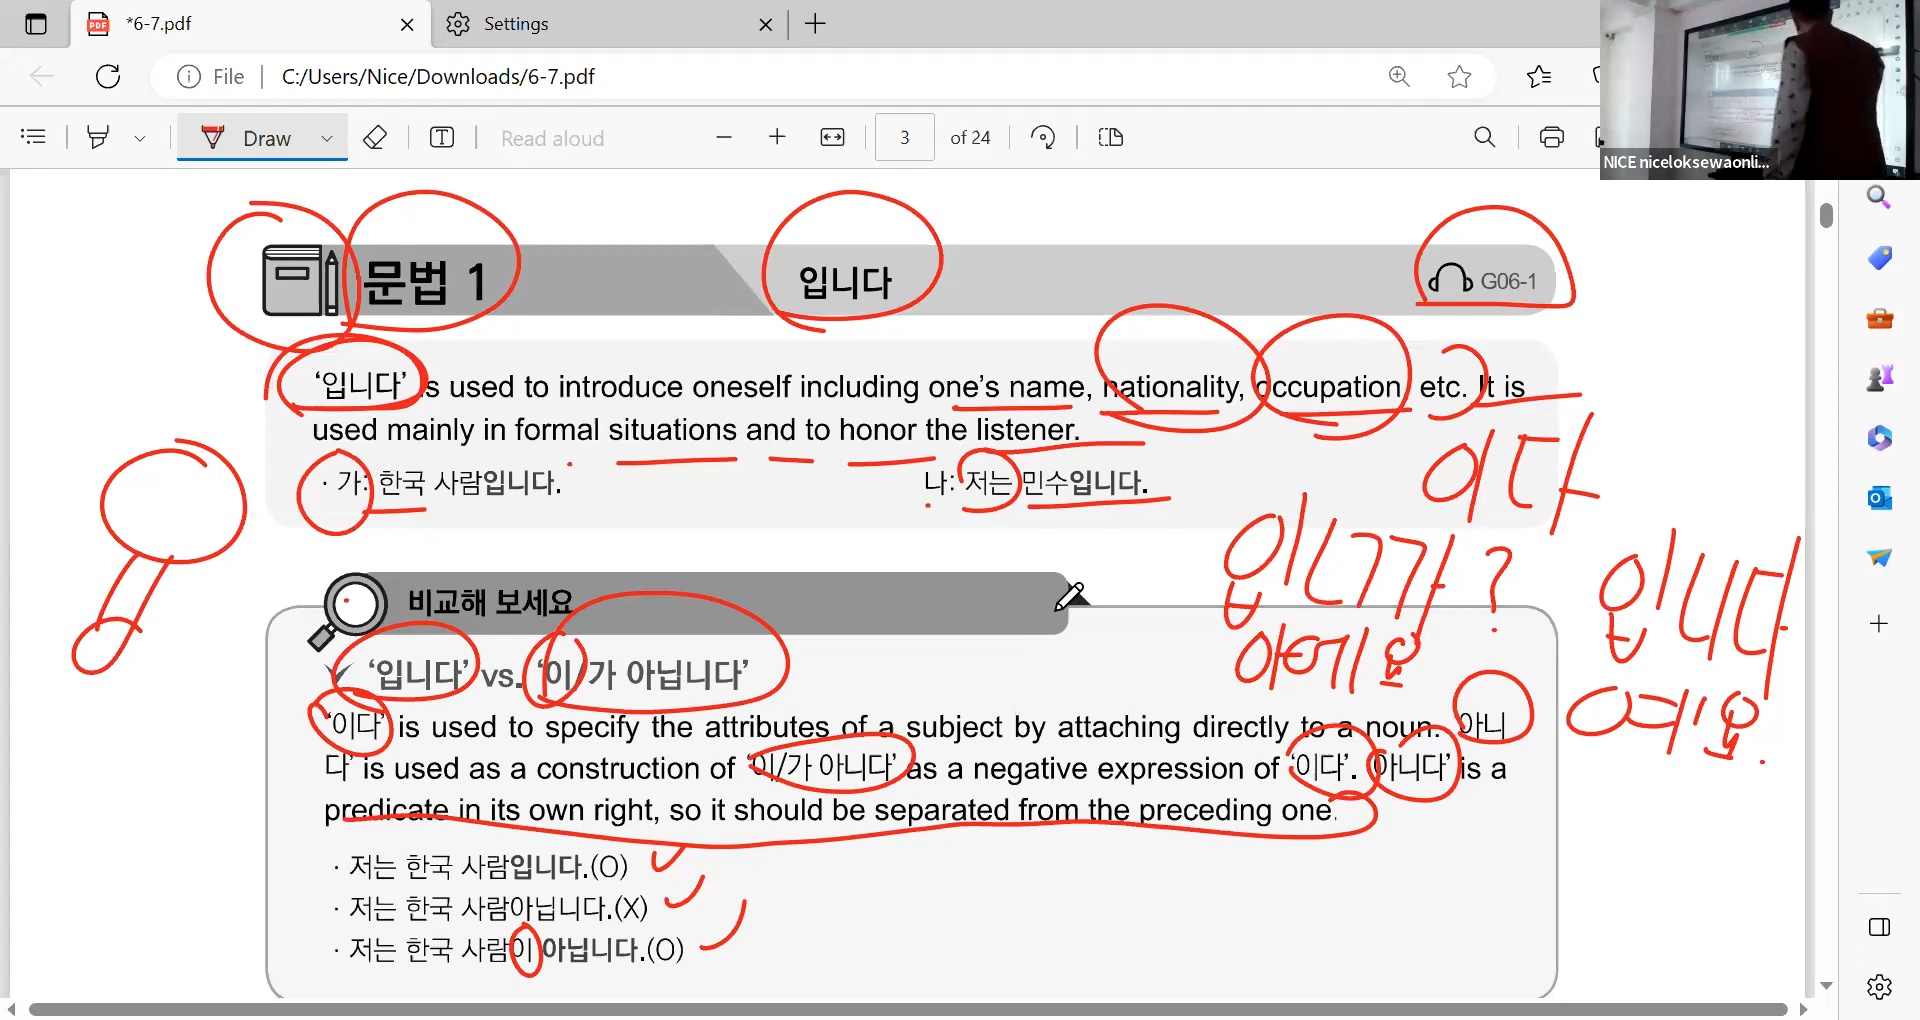 *6-7.pdf
Settings
File
C:/Users/Nice/Downloads/6-7.pdf
Draw
Read aloud
3
of 24
NICE niceloksewaonli...
문법 1
입니다
G06-1
‘입니다’ is used to introduce oneself including one’s name, nationality, occupation, etc. It is
used mainly in formal situations and to honor the listener.
이다
· 가: 한국 사람입니다.
나: 저는 민수입니다.
입니까?
입니다
비교해 보세요
예요
‘입니다’ vs. ‘이/가 아닙니다’
‘이다’ is used to specify the attributes of a subject by attaching directly to a noun. ‘아니
다’ is used as a construction of ‘이/가 아니다’ as a negative expression of ‘이다’. ‘아니다’ is a
predicate in its own right, so it should be separated from the preceding one.
· 저는 한국 사람입니다.(O)
· 저는 한국 사람아닙니다.(X)
· 저는 한국 사람이 아닙니다.(O)